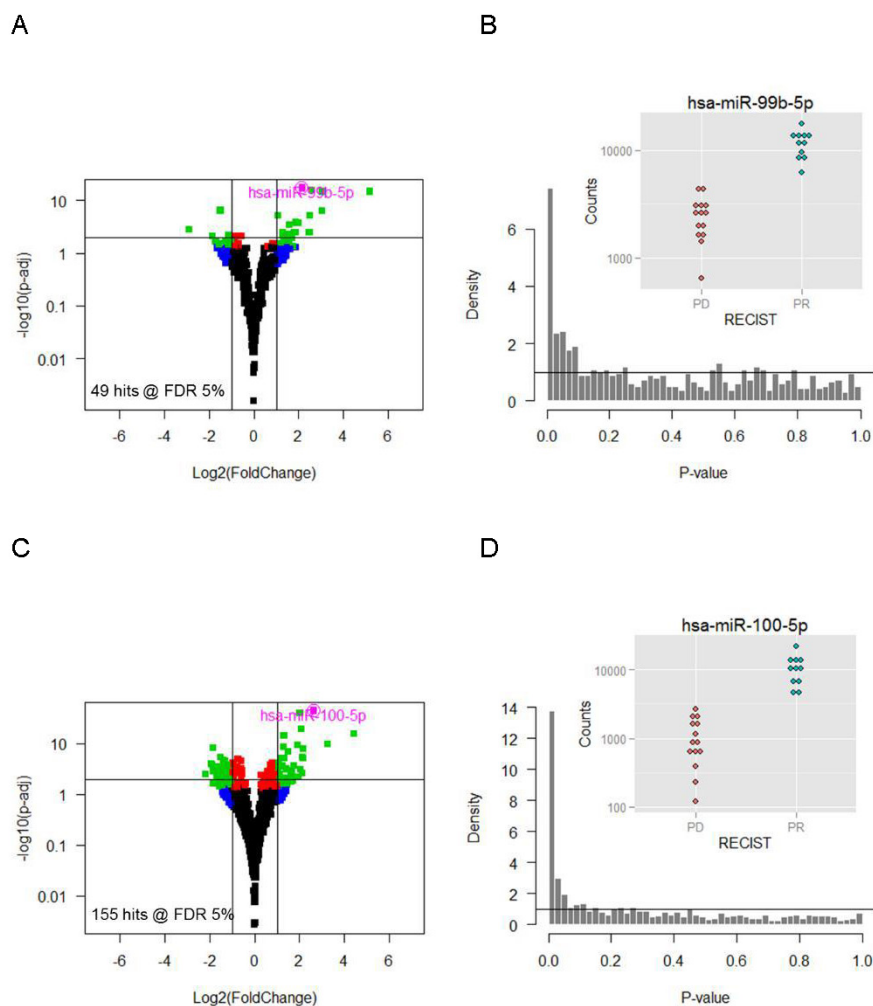 A
-log10(p-adj)
10
1
0.1
0.01
hsa-miR-99b-5p
49 hits @ FDR 5%
-6 -4 -2 0 2 4 6
Log2(FoldChange)
B
hsa-miR-99b-5p
Counts
10000
1000
PD PR
RECIST
Density
6
4
2
0
0.0 0.2 0.4 0.6 0.8 1.0
P-value
C
-log10(p-adj)
10
1
0.1
0.01
hsa-miR-100-5p
155 hits @ FDR 5%
-6 -4 -2 0 2 4 6
Log2(FoldChange)
D
hsa-miR-100-5p
Counts
10000
1000
100
PD PR
RECIST
Density
14
12
10
8
6
4
2
0
0.0 0.2 0.4 0.6 0.8 1.0
P-value